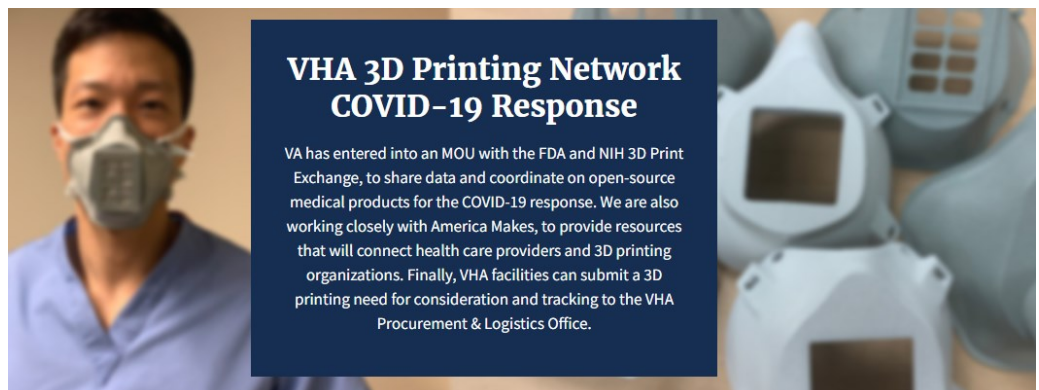 VHA 3D Printing Network
COVID-19 Response
VA has entered into an MOU with the FDA and NIH 3D Print
Exchange, to share data and coordinate on open-source
medical products for the COVID-19 response. We are also
working closely with America Makes, to provide resources
that will connect health care providers and 3D printing
organizations. Finally, VHA facilities can submit a 3D
printing need for consideration and tracking to the VHA
Procurement & Logistics Office.